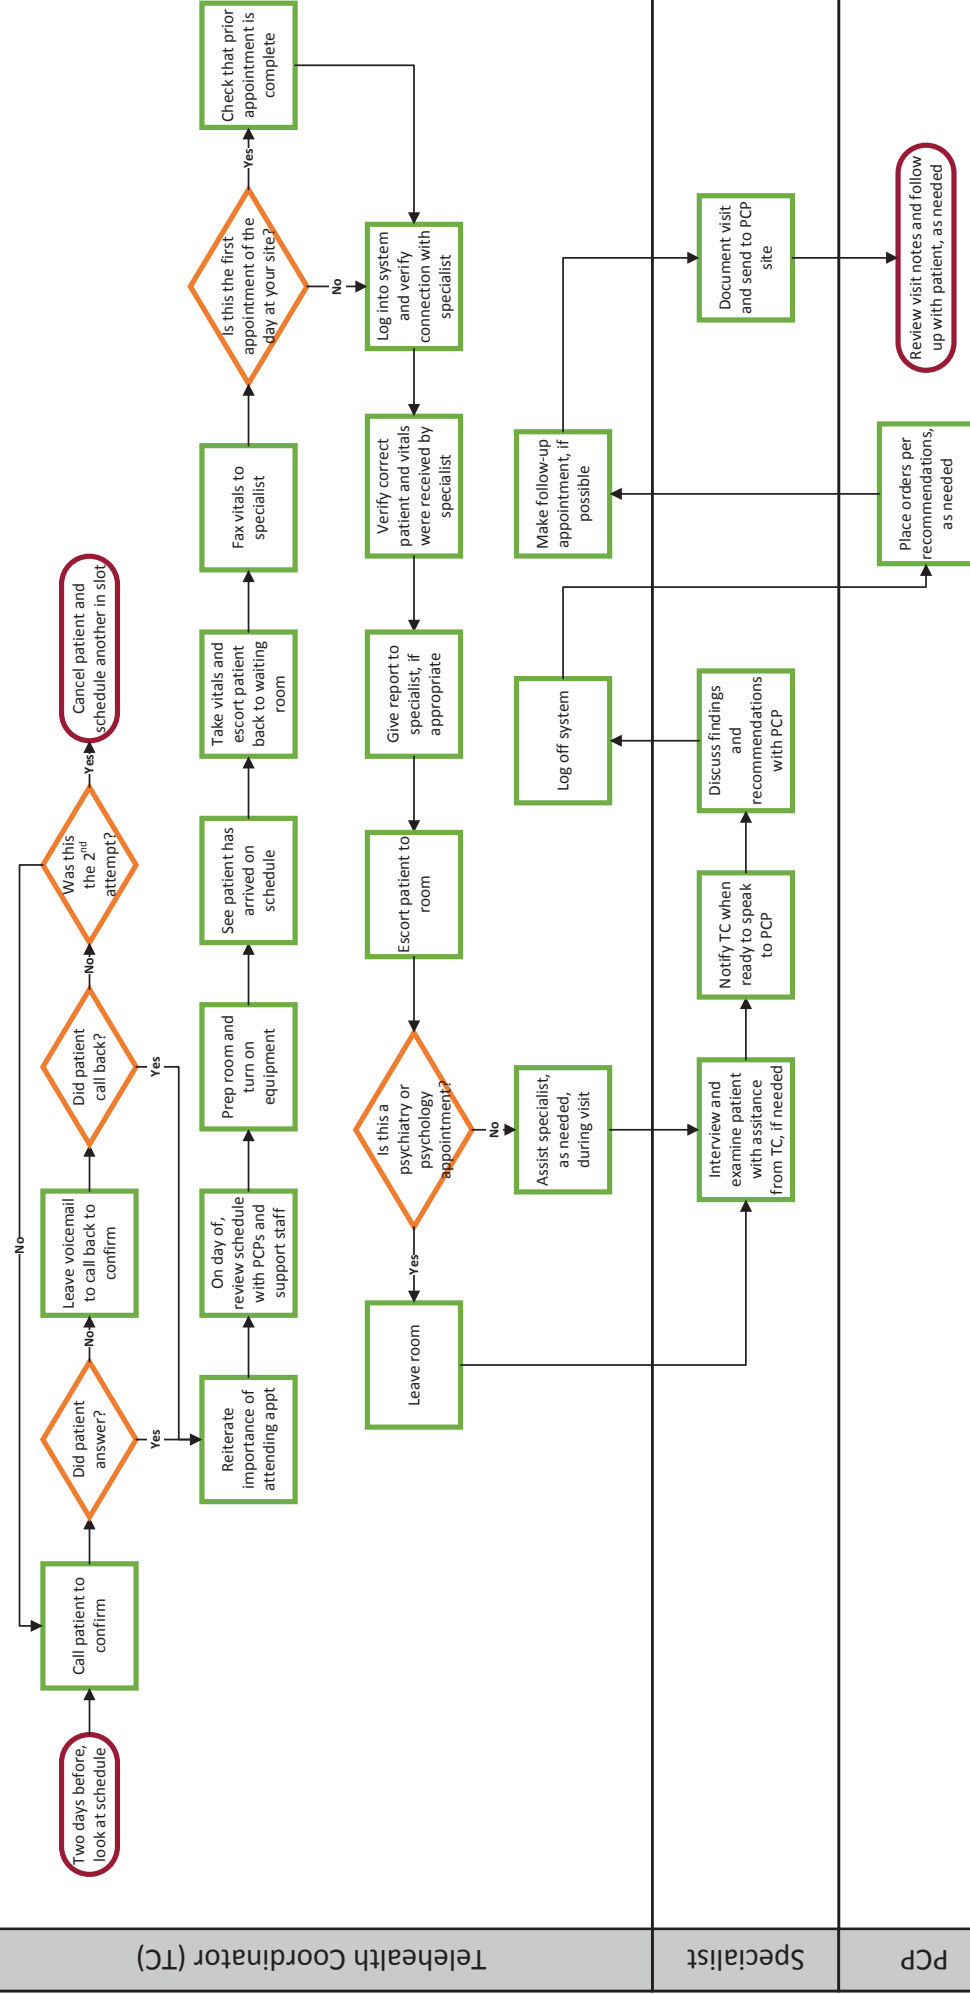 Telehealth Coordinator (TC)
Two days before,
look at schedule
Call patient to
confirm
Did patient
answer?
No
Yes
Leave voicemail
to call back to
confirm
Did patient
call back?
No
Yes
Was this
the 2nd
attempt?
No
Yes
Cancel patient and
schedule another in slot
Reiterate
importance of
attending appt
On day of,
review schedule
with PCPs and
support staff
Prep room and
turn on
equipment
See patient has
arrived on
schedule
Take vitals and
escort patient
back to waiting
room
Fax vitals to
specialist
Is this the first
appointment of the
day at your site?
Yes
No
Check that prior
appointment is
complete
Log into system
and verify
connection with
specialist
Verify correct
patient and vitals
were received by
specialist
Give report to
specialist, if
appropriate
Escort patient to
room
Is this a
psychiatry or
psychology
appointment?
Yes
No
Leave room
Assist specialist,
as needed,
during visit
Log off system
Make follow-up
appointment, if
possible
Specialist
Interview and
examine patient
with assitance
from TC, if needed
Notify TC when
ready to speak
to PCP
Discuss findings
and
recommendations
with PCP
Document visit
and send to PCP
site
PCP
Place orders per
recommendations,
as needed
Review visit notes and follow
up with patient, as needed